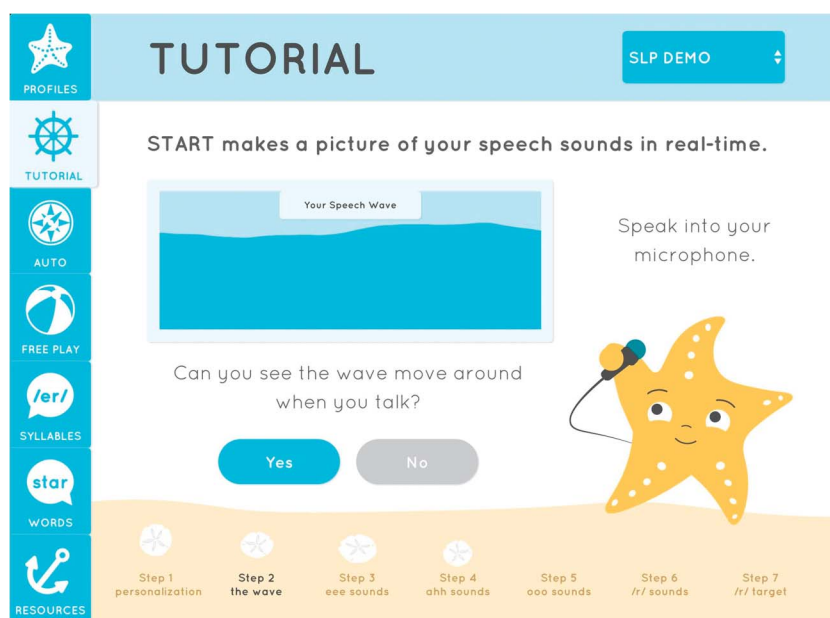 TUTORIAL
SLP DEMO
PROFILES
TUTORIAL
AUTO
FREE PLAY
/er/
SYLLABLES
star
WORDS
RESOURCES
START makes a picture of your speech sounds in real-time.
Your Speech Wave
Speak into your
microphone.
Can you see the wave move around
when you talk?
Yes
No
Step 1
personalization
Step 2
the wave
Step 3
eee sounds
Step 4
ahh sounds
Step 5
ooo sounds
Step 6
/r/ sounds
Step 7
/r/ target